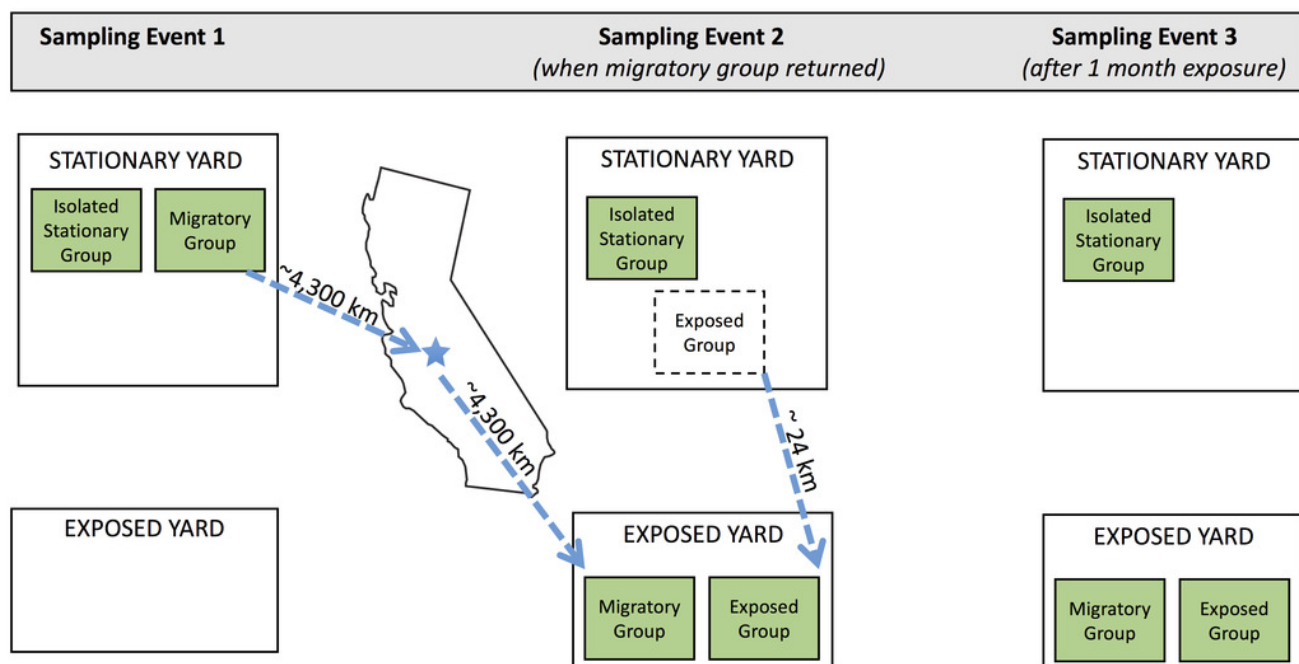 Sampling Event 1
Sampling Event 2
(when migratory group returned)
Sampling Event 3
(after 1 month exposure)
STATIONARY YARD
Isolated
Stationary
Group
Migratory
Group
~4,300 km
~4,300 km
EXPOSED YARD
STATIONARY YARD
Isolated
Stationary
Group
Exposed
Group
~ 24 km
EXPOSED YARD
Migratory
Group
Exposed
Group
STATIONARY YARD
Isolated
Stationary
Group
EXPOSED YARD
Migratory
Group
Exposed
Group